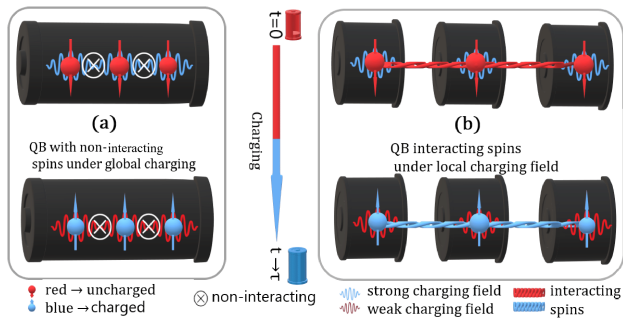 (a)
QB with non-interacting
spins under global charging
t=0
Charging
t→τ
(b)
QB interacting spins
under local charging field
red → uncharged
blue→charged
non-interacting
strong charging field
weak charging field
interacting
spins